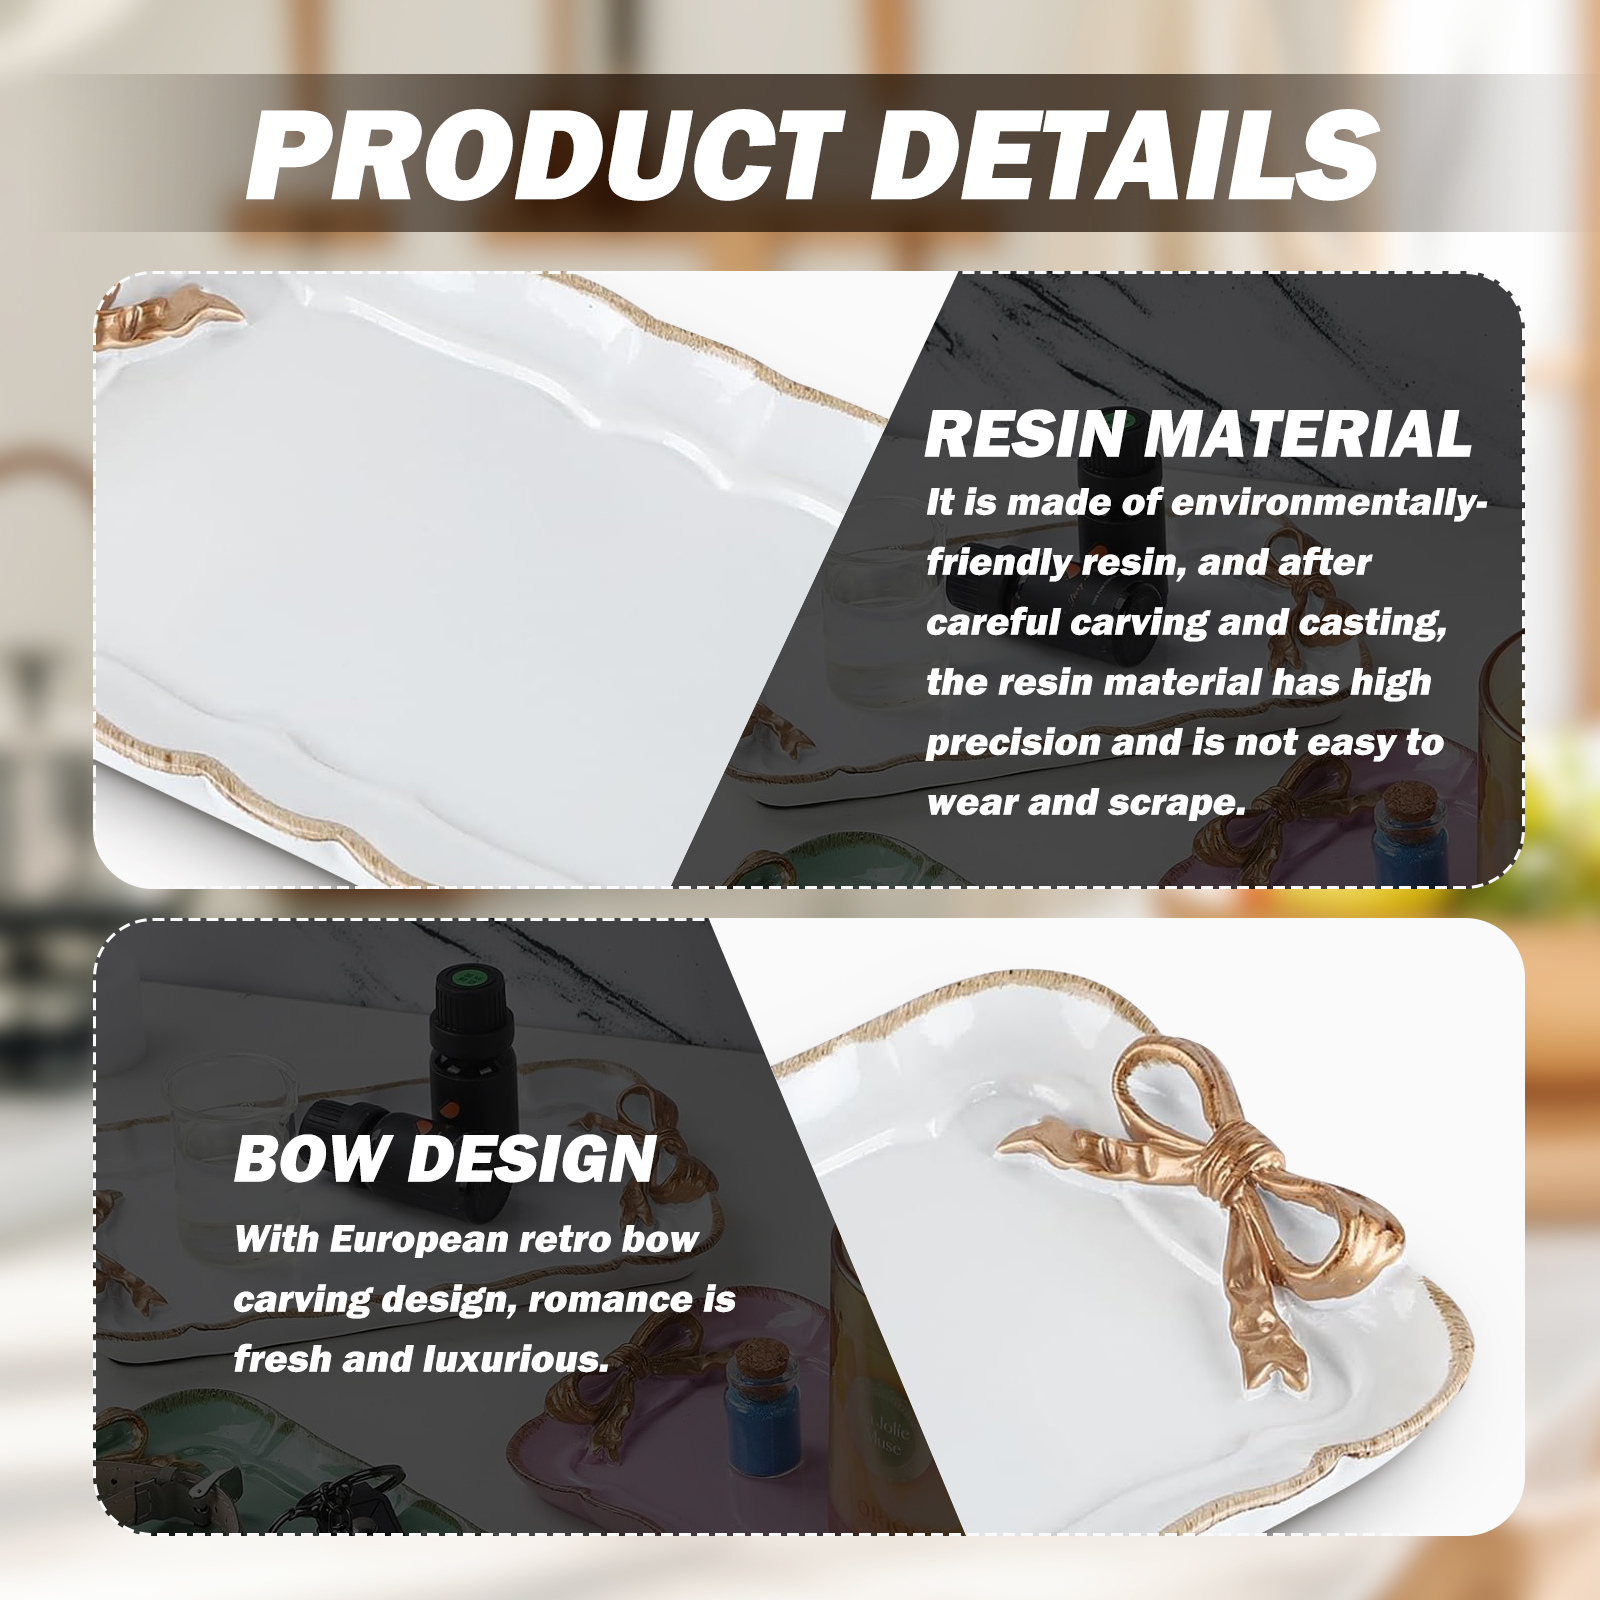 PRODUCT DETAILS
RESIN MATERIAL
It is made of environmentally-
friendly resin, and after
careful carving and casting,
the resin material has high
precision and is not easy to
wear and scrape.
BOW DESIGN
With European retro bow
carving design, romance is
fresh and luxurious.
Jolie